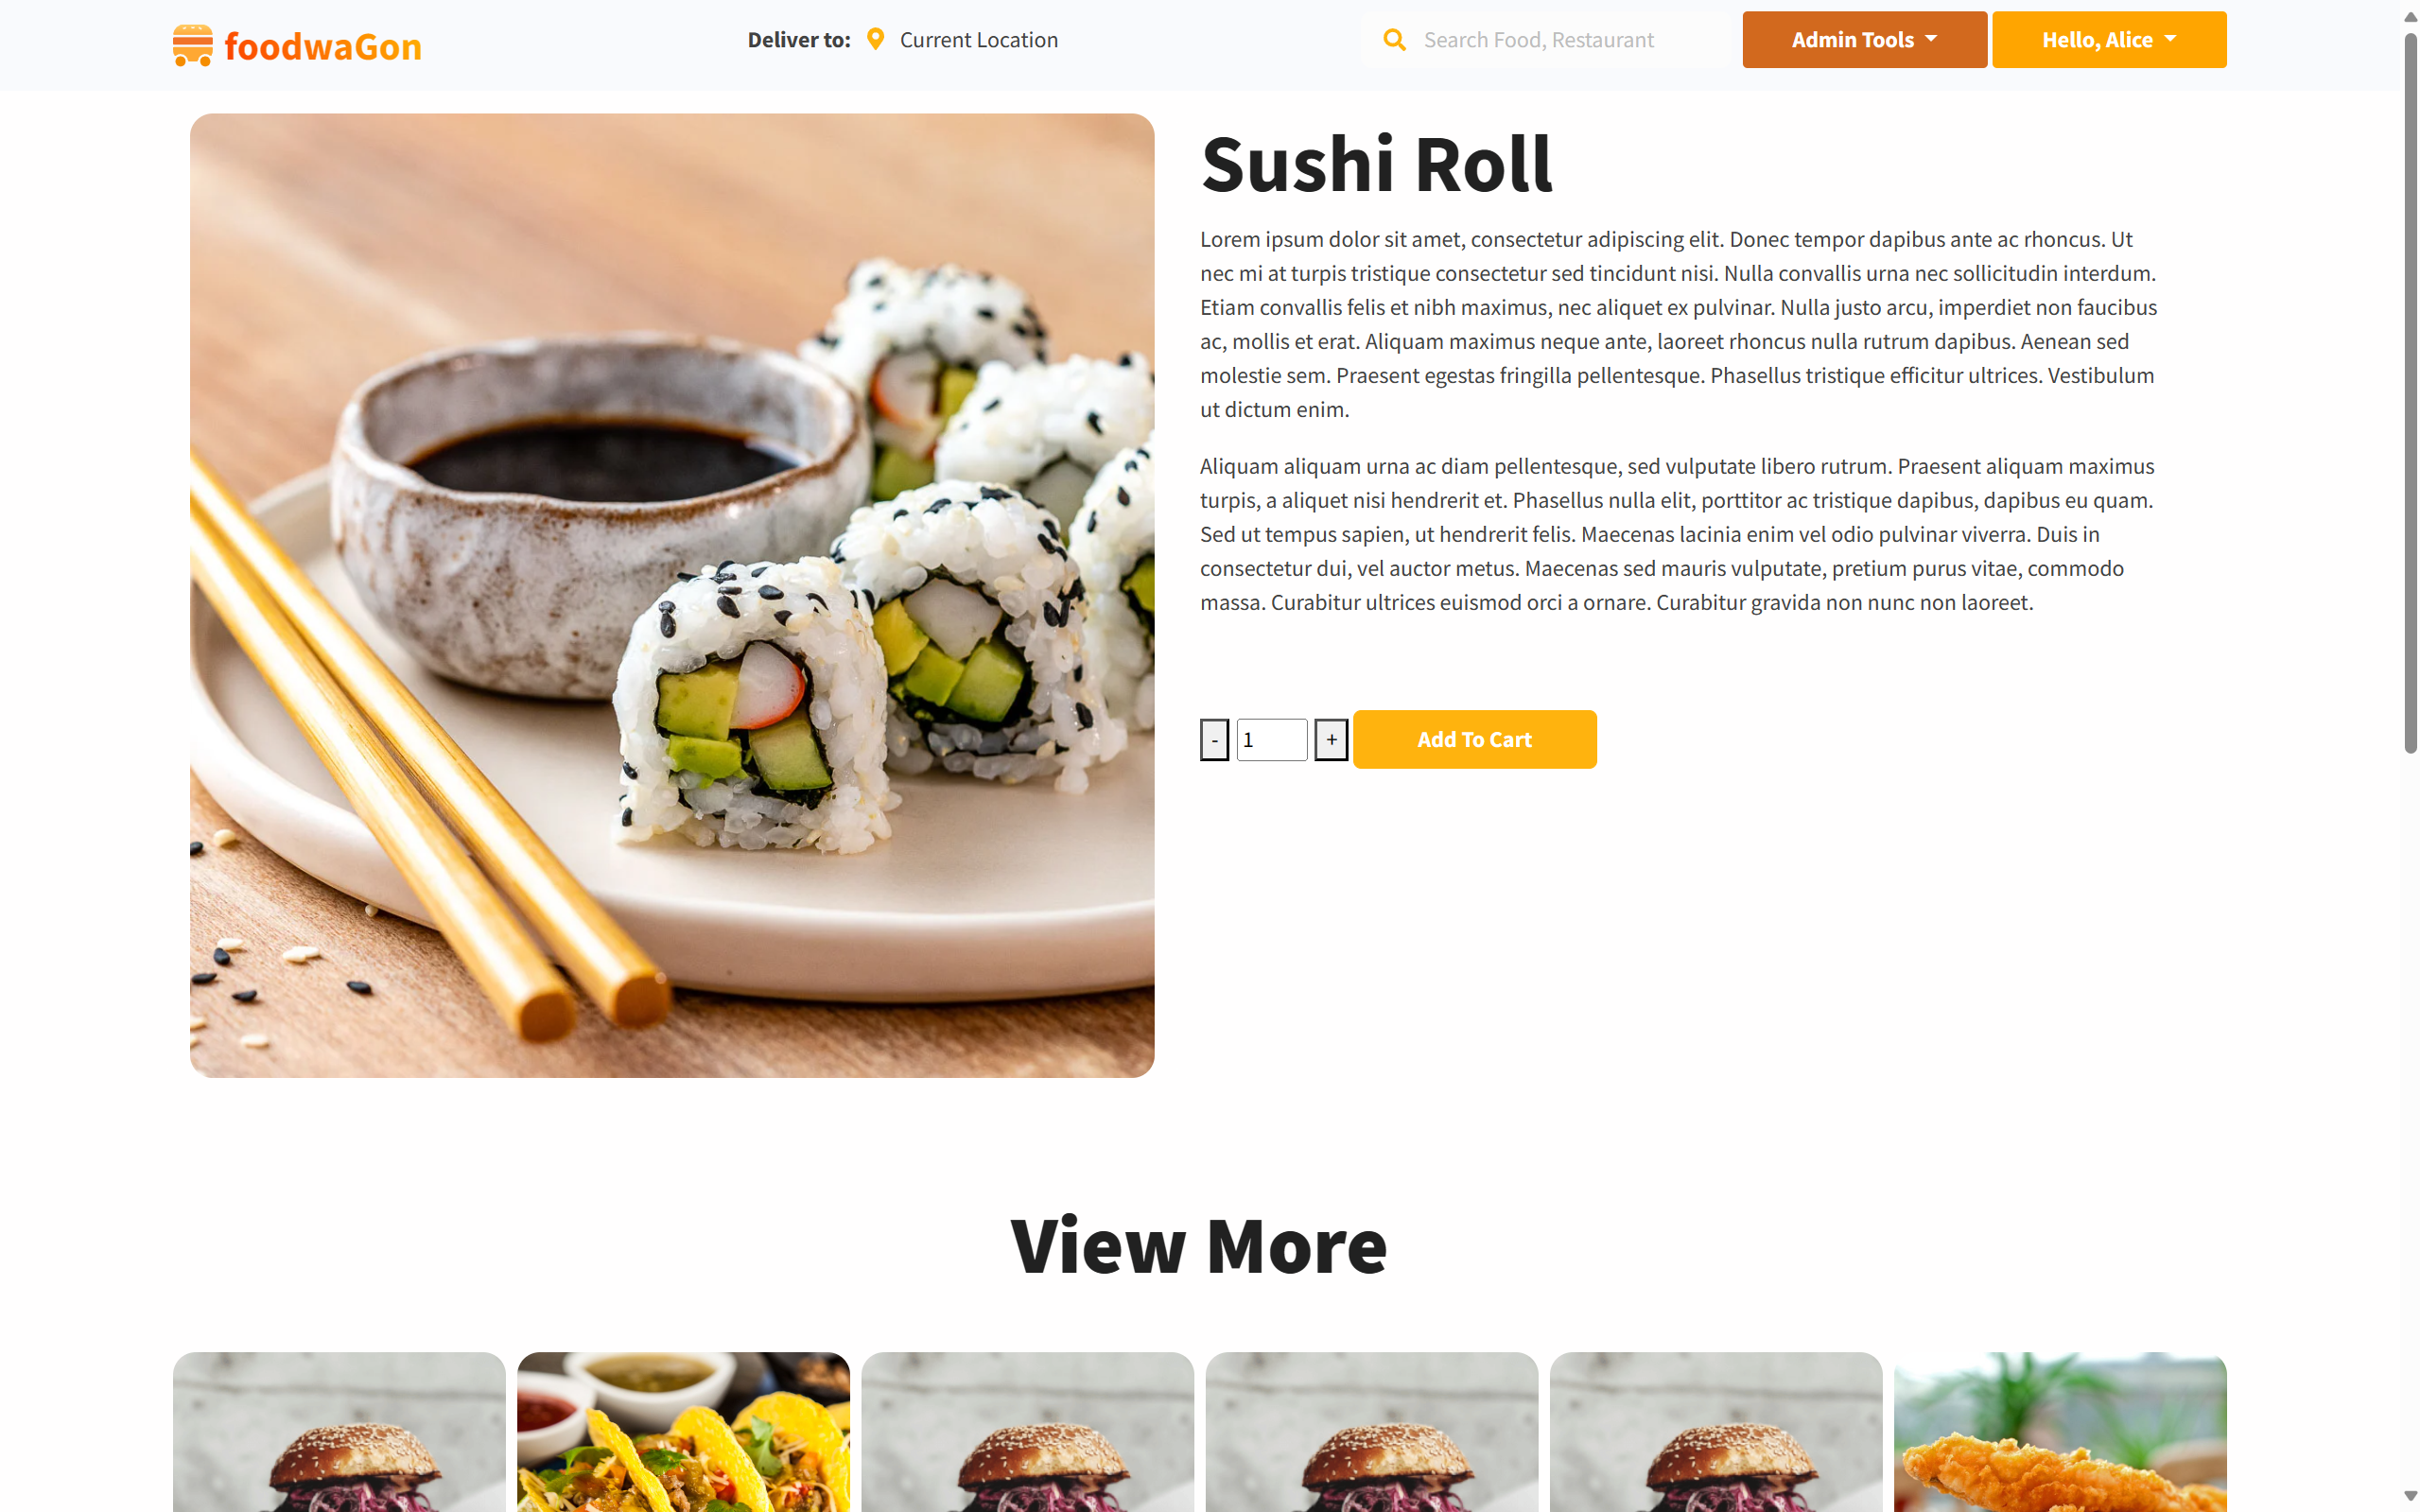 foodwaGon
Deliver to: Current Location
Search Food, Restaurant
Admin Tools
Hello, Alice
Sushi Roll
Lorem ipsum dolor sit amet, consectetur adipiscing elit. Donec tempor dapibus ante ac rhoncus. Ut
nec mi at turpis tristique consectetur sed tincidunt nisi. Nulla convallis urna nec sollicitudin interdum.
Etiam convallis felis et nibh maximus, nec aliquet ex pulvinar. Nulla justo arcu, imperdiet non faucibus
ac, mollis et erat. Aliquam maximus neque ante, laoreet rhoncus nulla rutrum dapibus. Aenean sed
molestie sem. Praesent egestas fringilla pellentesque. Phasellus tristique efficitur ultrices. Vestibulum
ut dictum enim.
Aliquam aliquam urna ac diam pellentesque, sed vulputate libero rutrum. Praesent aliquam maximus
turpis, a aliquet nisi hendrerit et. Phasellus nulla elit, porttitor ac tristique dapibus, dapibus eu quam.
Sed ut tempus sapien, ut hendrerit felis. Maecenas lacinia enim vel odio pulvinar viverra. Duis in
consectetur dui, vel auctor metus. Maecenas sed mauris vulputate, pretium purus vitae, commodo
massa. Curabitur ultrices euismod orci a ornare. Curabitur gravida non nunc non laoreet.
- 1 + Add To Cart
View More